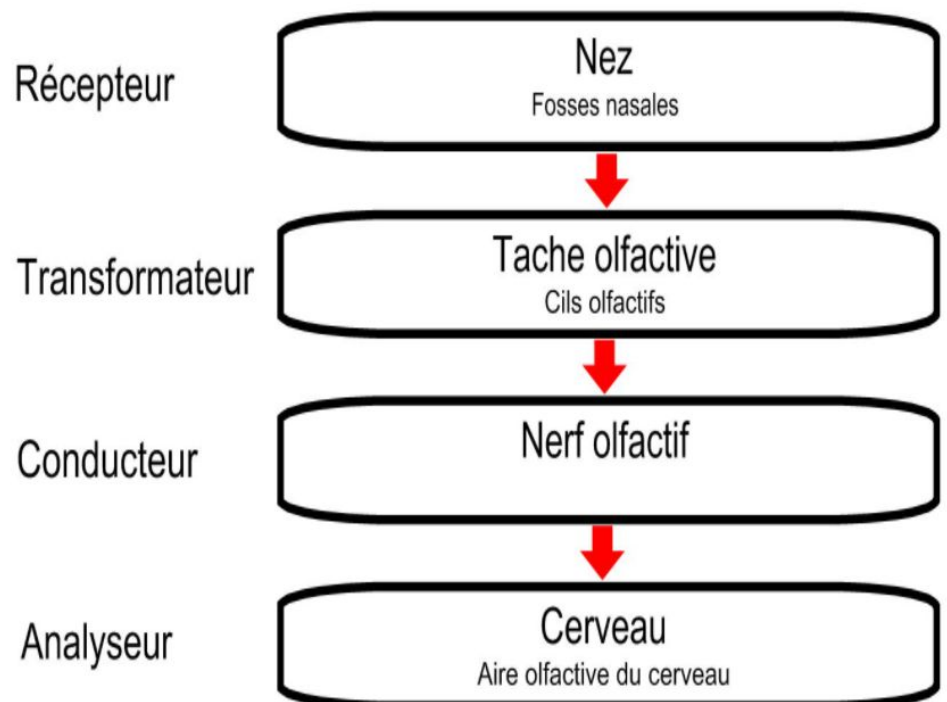 Récepteur
Nez
Fosses nasales
Transformateur
Tache olfactive
Cils olfactifs
Conducteur
Nerf olfactif
Analyseur
Cerveau
Aire olfactive du cerveau